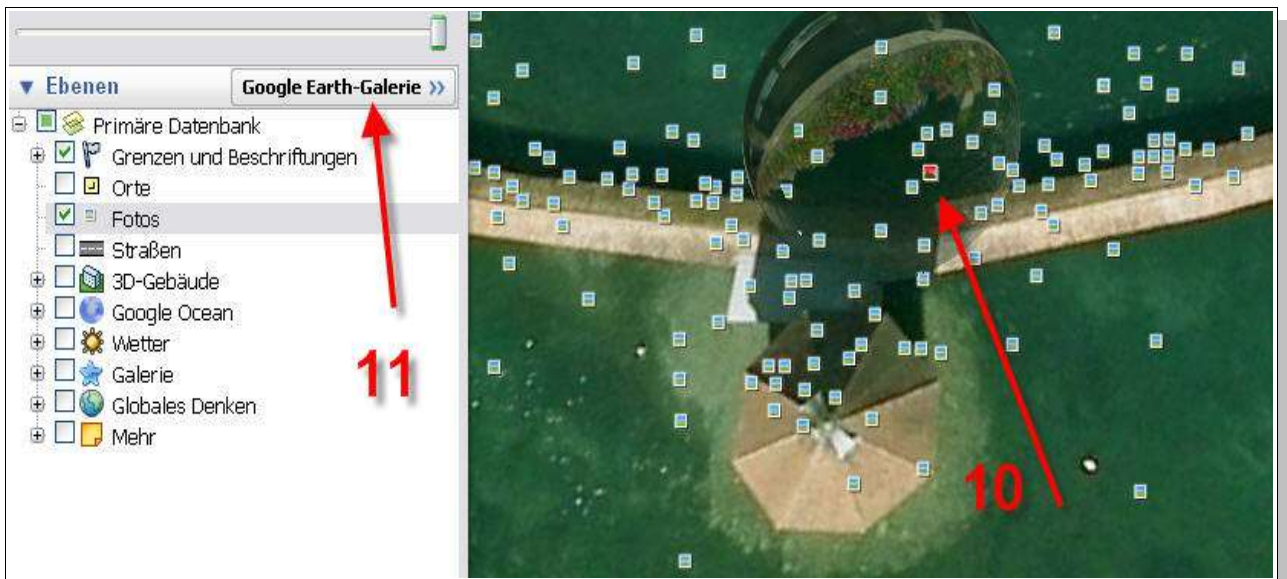 Ebenen
Google Earth-Galerie »
Primäre Datenbank
Grenzen und Beschriftungen
Orte
Fotos
Straßen
3D-Gebäude
Google Ocean
Wetter
Galerie
Globales Denken
Mehr
11
10